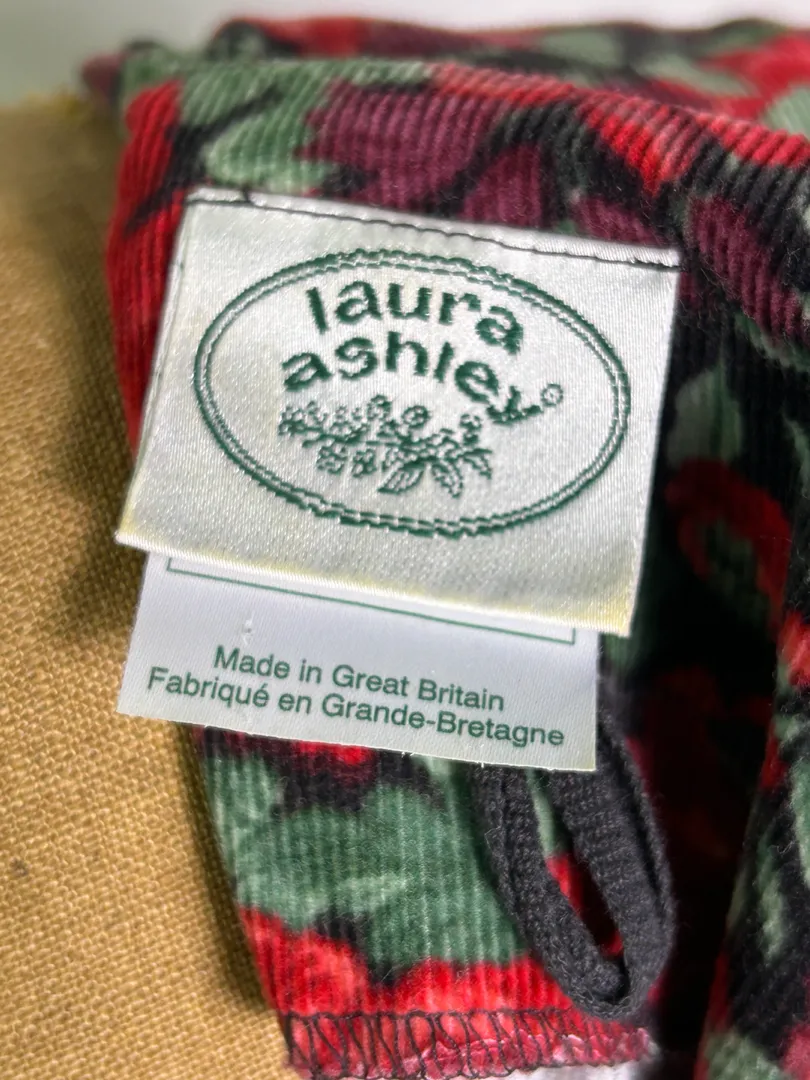 laura
ashley®
Made in Great Britain
Fabriqué en Grande-Bretagne